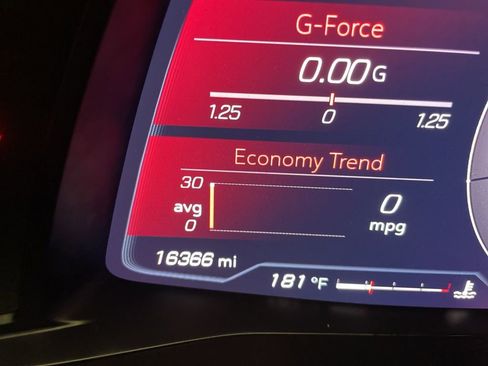 G-Force
0.00G
1.25 0 1.25
Economy Trend
30
avg
0
0
mpg
16366 mi
181 °F